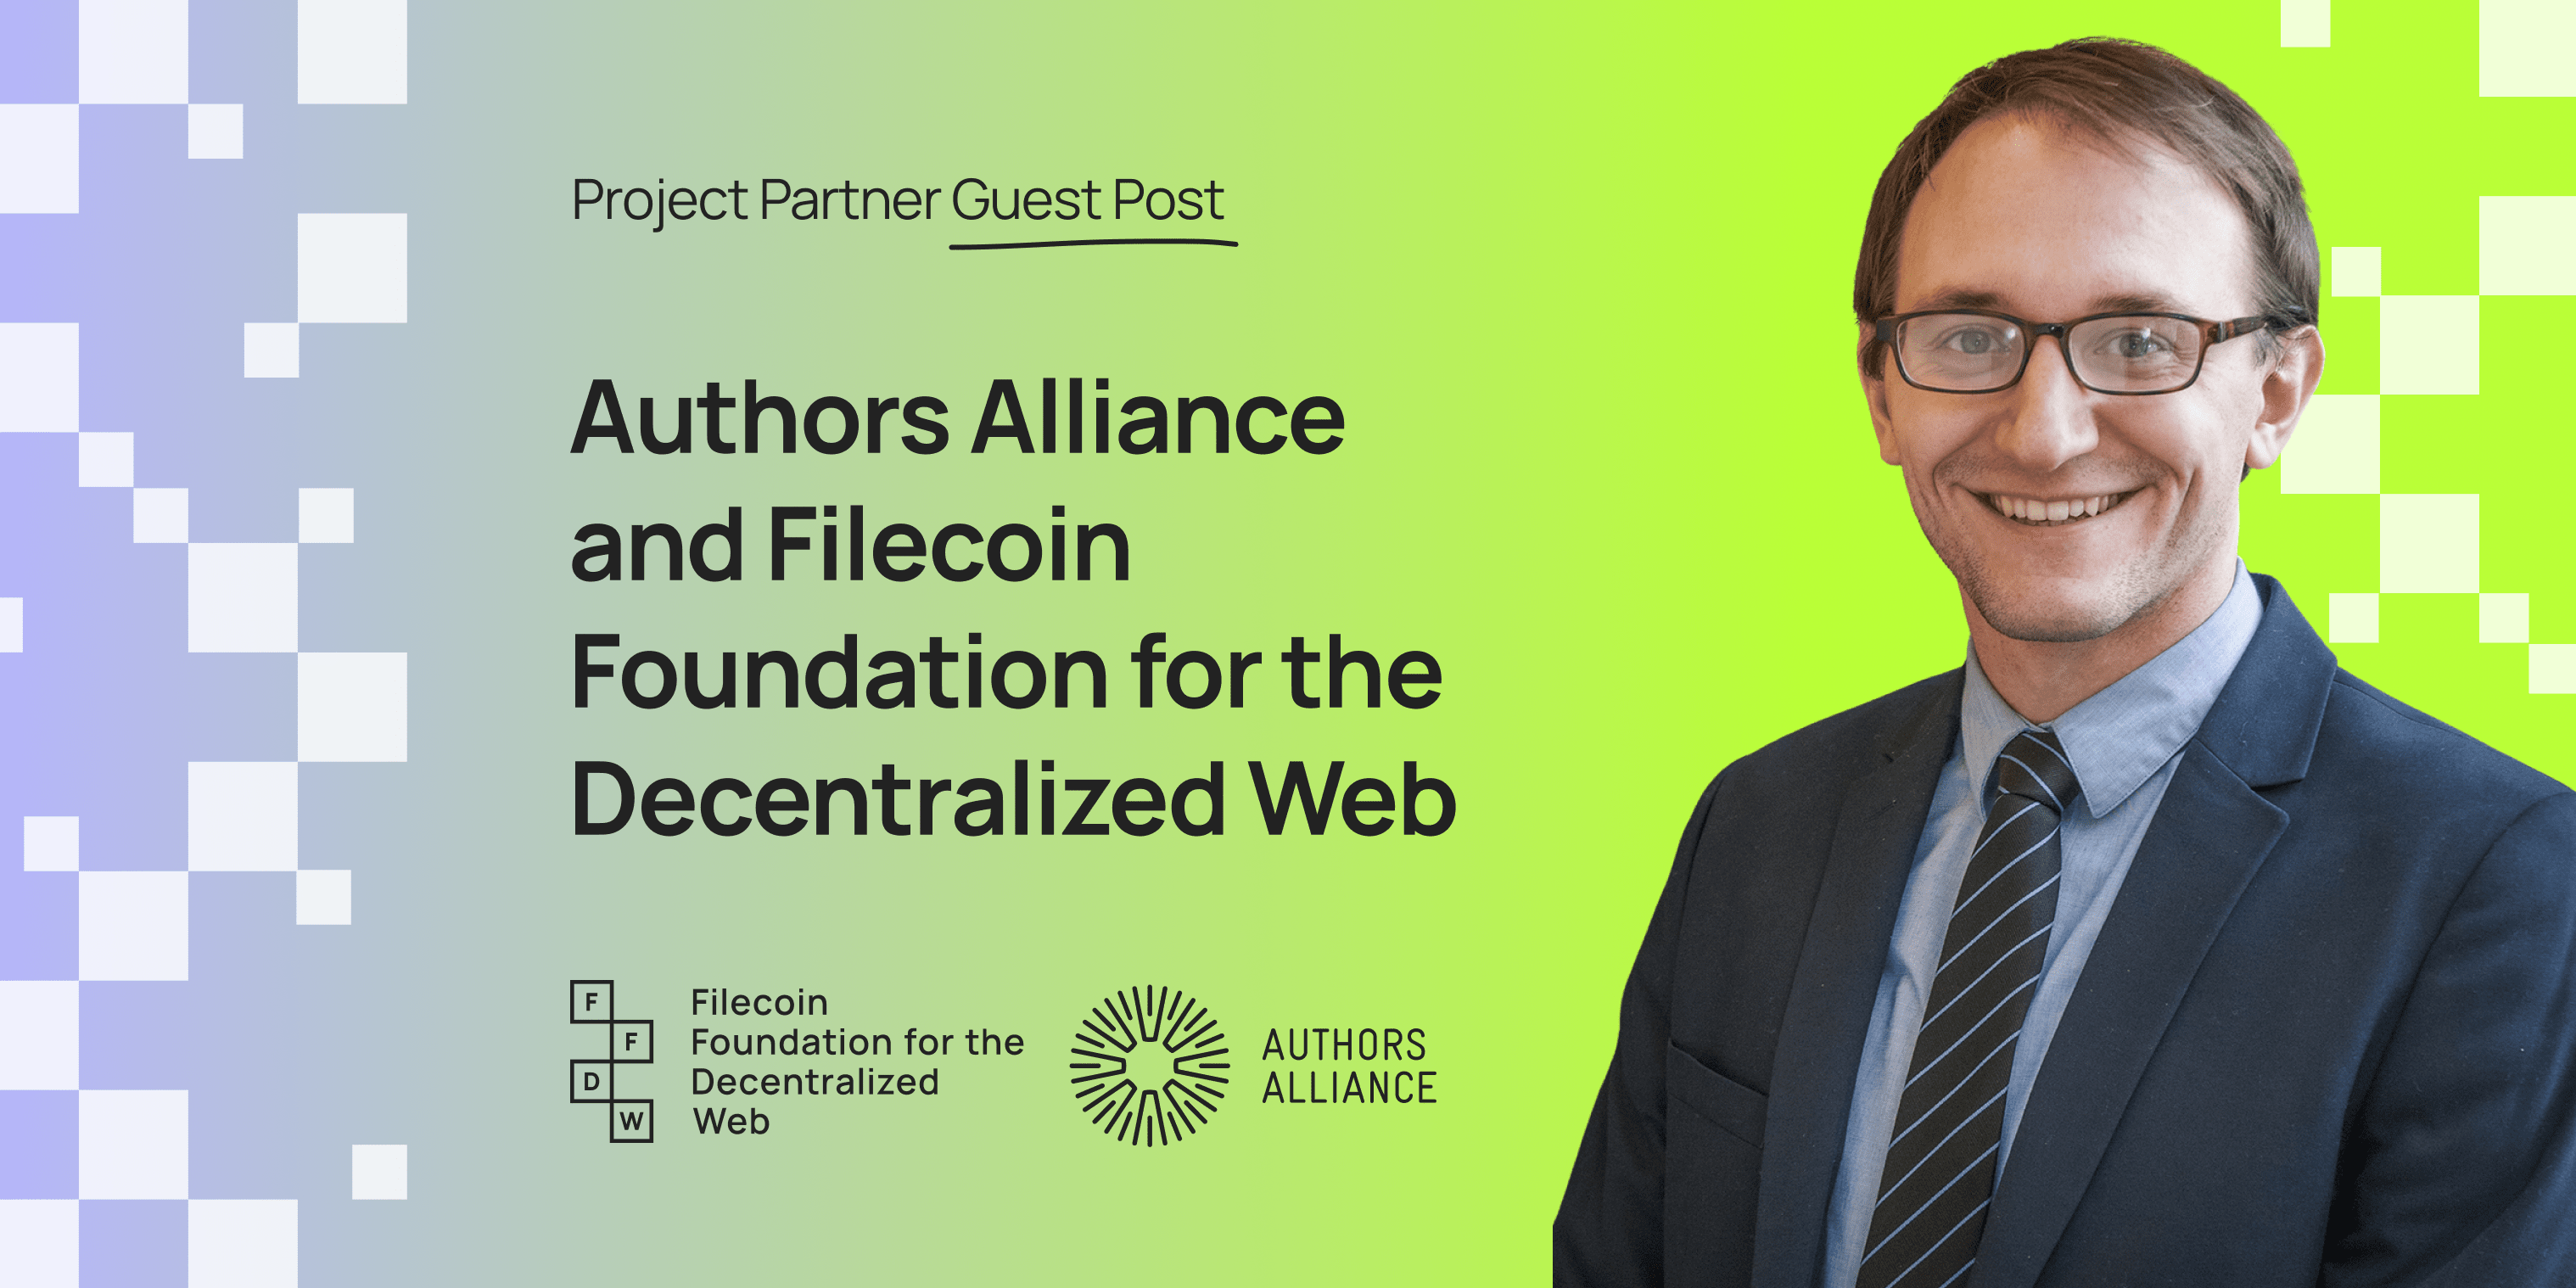 Project Partner Guest Post
Authors Alliance
and Filecoin
Foundation for the
Decentralized Web
F
F
D
W
Filecoin
Foundation for the
Decentralized
Web
AUTHORS
ALLIANCE